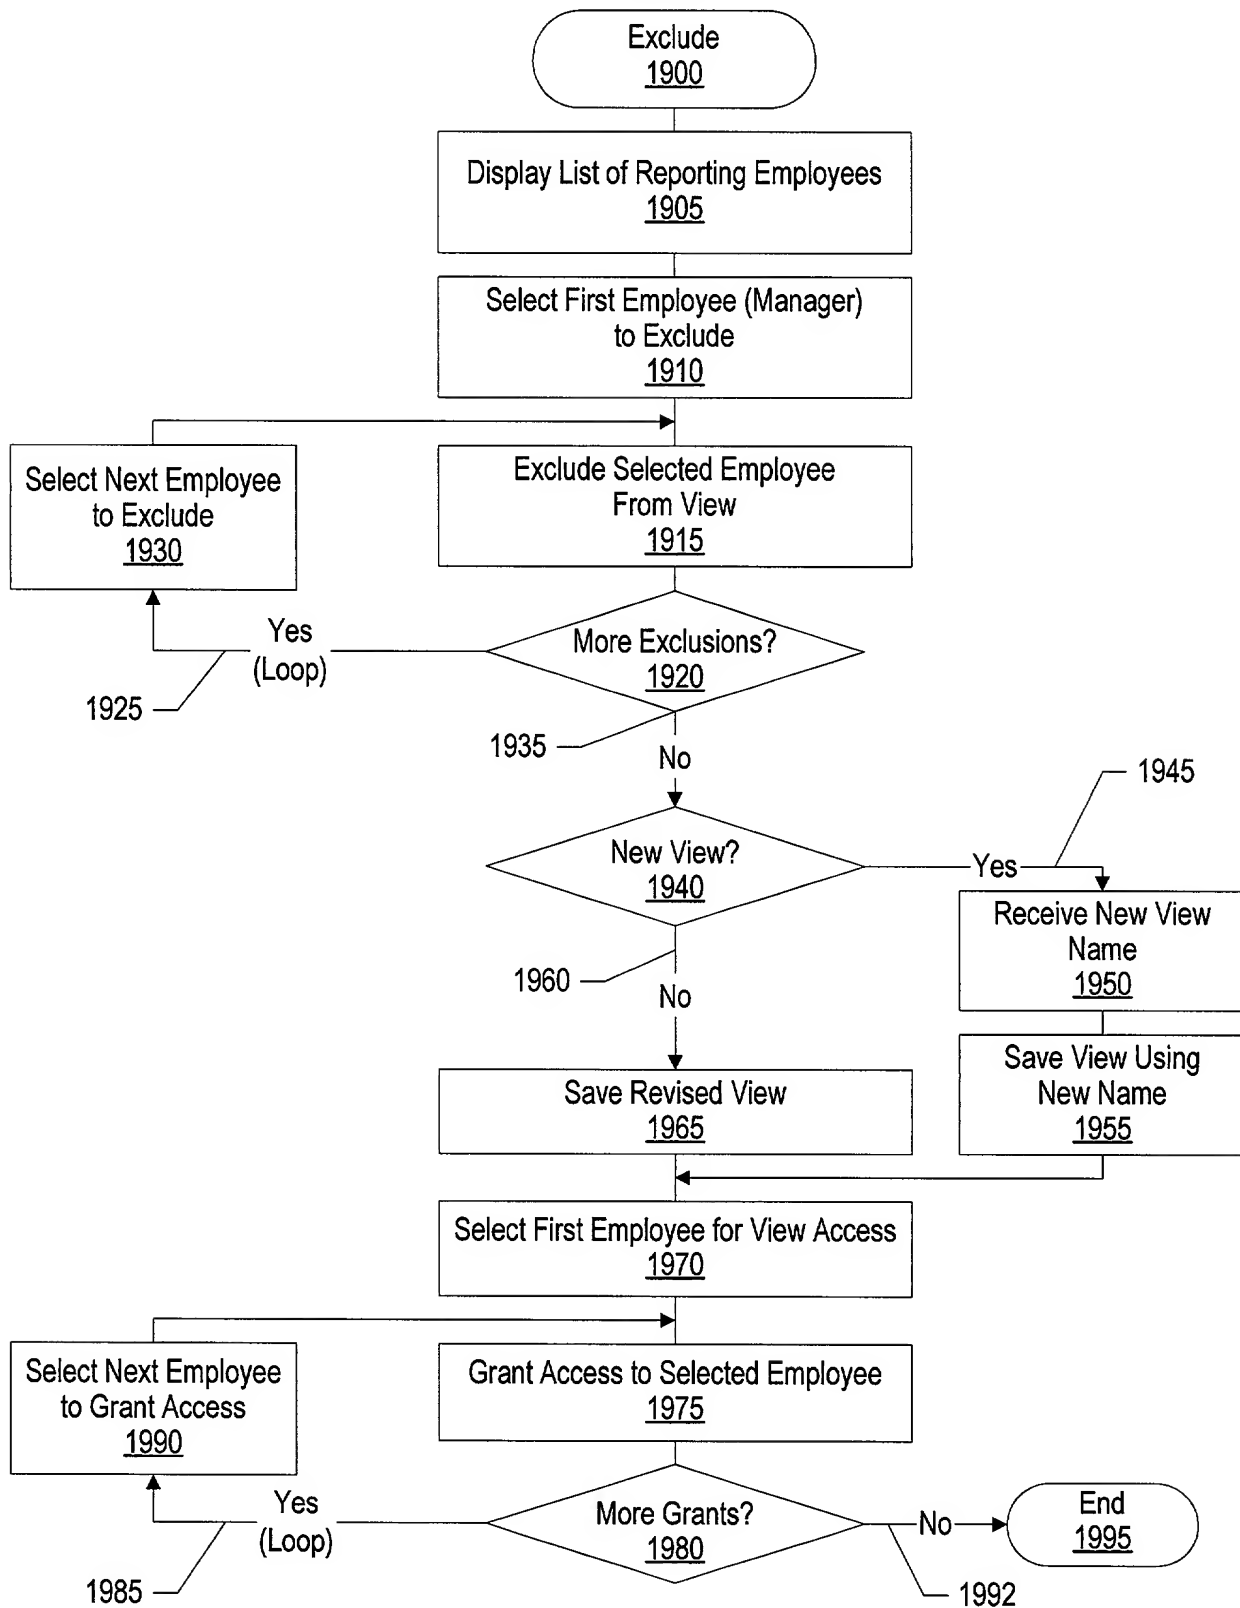 Exclude
1900
Display List of Reporting Employees
1905
Select First Employee (Manager)
to Exclude
1910
Select Next Employee
to Exclude
1930
Exclude Selected Employee
From View
1915
Yes
(Loop)
1925
More Exclusions?
1920
1935
No
1945
New View?
1940
Yes
Receive New View
Name
1950
1960
No
Save View Using
New Name
1955
Save Revised View
1965
Select First Employee for View Access
1970
Select Next Employee
to Grant Access
1990
Grant Access to Selected Employee
1975
Yes
(Loop)
1985
More Grants?
1980
No
1992
End
1995